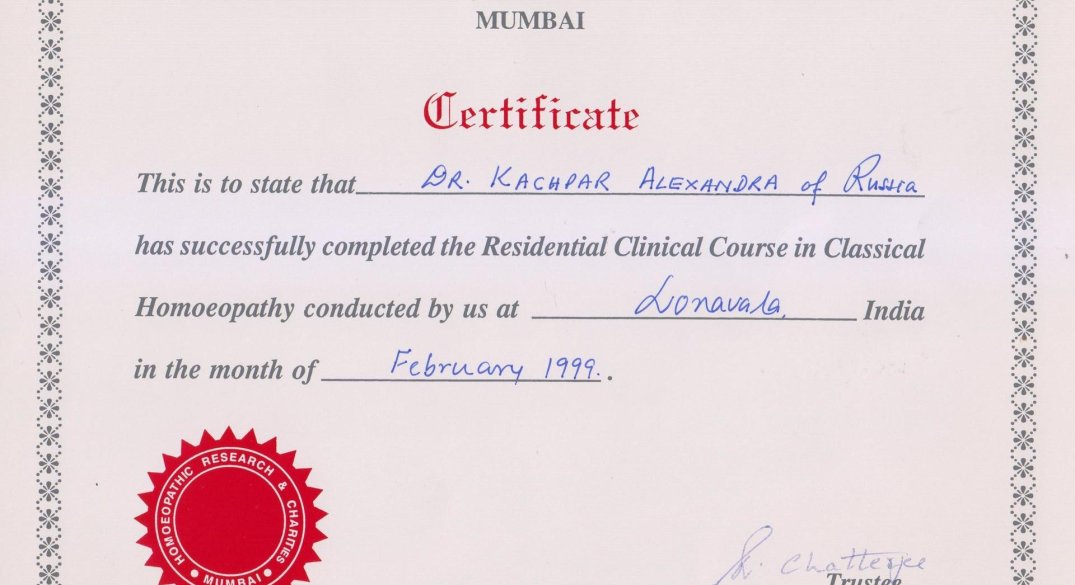 MUMBAI
Certificate
This is to state that DR. KACHPAR ALEXANDRA of Russia
has successfully completed the Residential Clinical Course in Classical
Homoeopathy conducted by us at Lonavala, India
in the month of February 1999. .
HOMOEOPATHIC RESEARCH & CHARITIES
• MUMBAI •
Chatterjee
Trustee